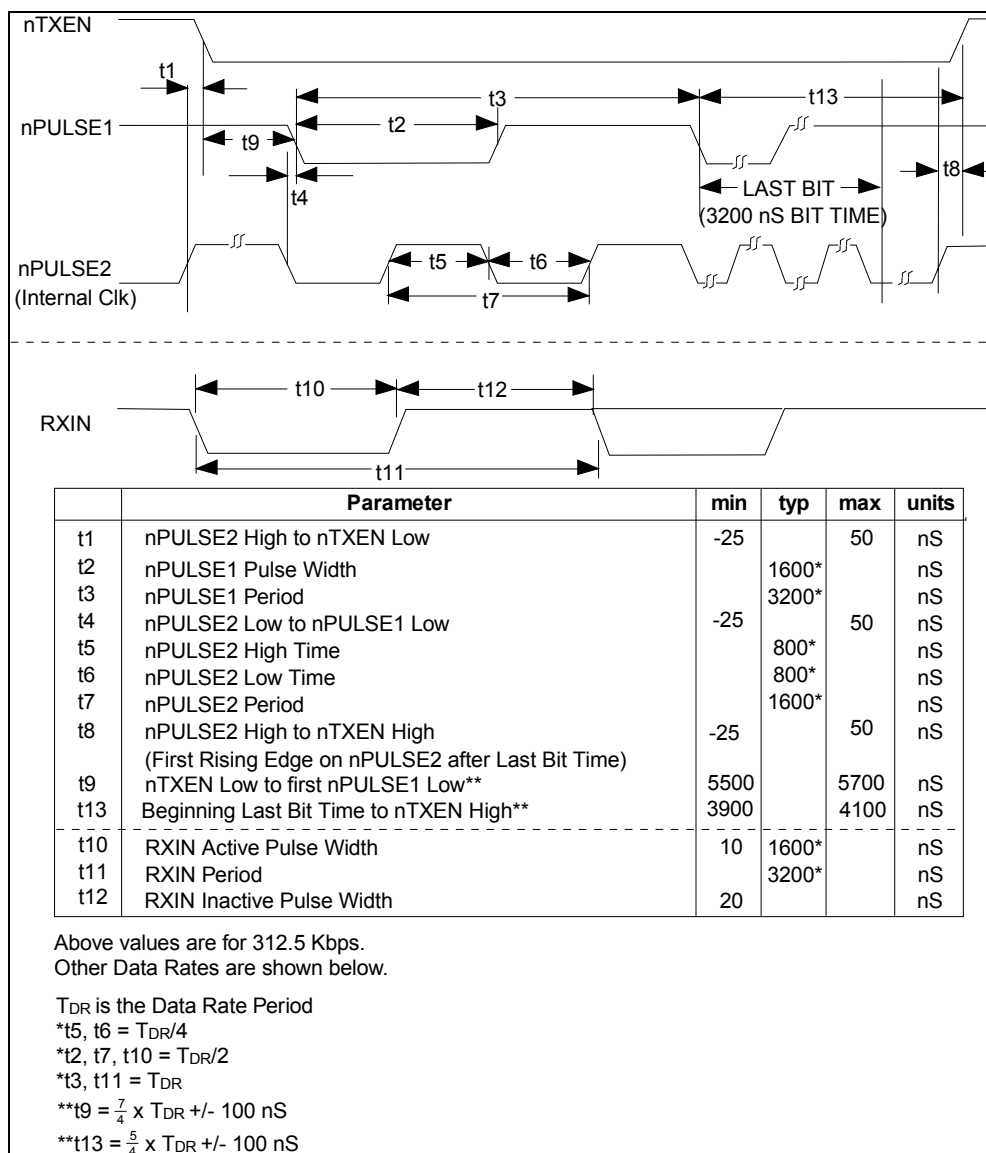 nTXEN
t1
t3
t13
nPULSE1
t2
t9
t8
t4
LAST BIT
(3200 nS BIT TIME)
nPULSE2
(Internal Clk)
t5
t6
t7
t10
t12
RXIN
t11
Parameter min typ max units
t1 nPULSE2 High to nTXEN Low -25 50 nS
t2 nPULSE1 Pulse Width 1600* nS
t3 nPULSE1 Period 3200* nS
t4 nPULSE2 Low to nPULSE1 Low -25 50 nS
t5 nPULSE2 High Time 800* nS
t6 nPULSE2 Low Time 800* nS
t7 nPULSE2 Period 1600* nS
t8 nPULSE2 High to nTXEN High -25 50 nS
(First Rising Edge on nPULSE2 after Last Bit Time)
t9 nTXEN Low to first nPULSE1 Low** 5500 5700 nS
t13 Beginning Last Bit Time to nTXEN High** 3900 4100 nS
t10 RXIN Active Pulse Width 10 1600* nS
t11 RXIN Period 3200* nS
t12 RXIN Inactive Pulse Width 20 nS
Above values are for 312.5 Kbps.
Other Data Rates are shown below.
TDR is the Data Rate Period
*t5, t6 = TDR/4
*t2, t7, t10 = TDR/2
*t3, t11 = TDR
**t9 = 7/4 x TDR +/- 100 nS
**t13 = 5/4 x TDR +/- 100 nS